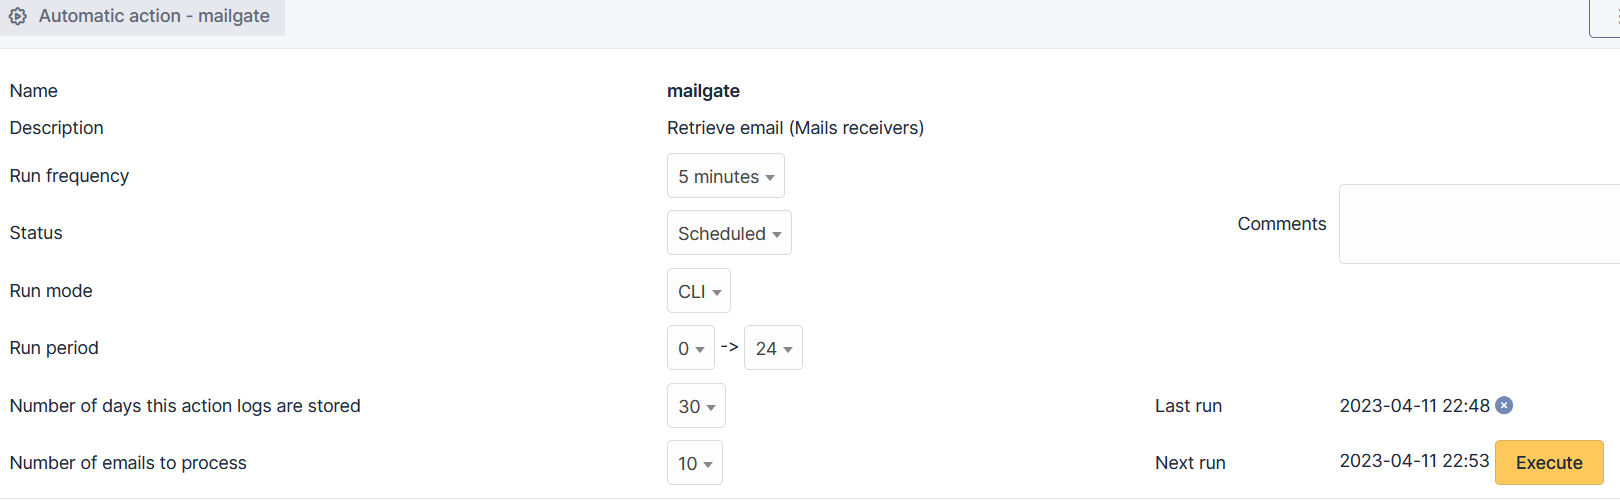 Automatic action - mailgate
Name mailgate
Description Retrieve email (Mails receivers)
Run frequency 5 minutes
Status Scheduled
Comments
Run mode CLI
Run period 0 -> 24
Number of days this action logs are stored 30 Last run 2023-04-11 22:48
Number of emails to process 10 Next run 2023-04-11 22:53 Execute